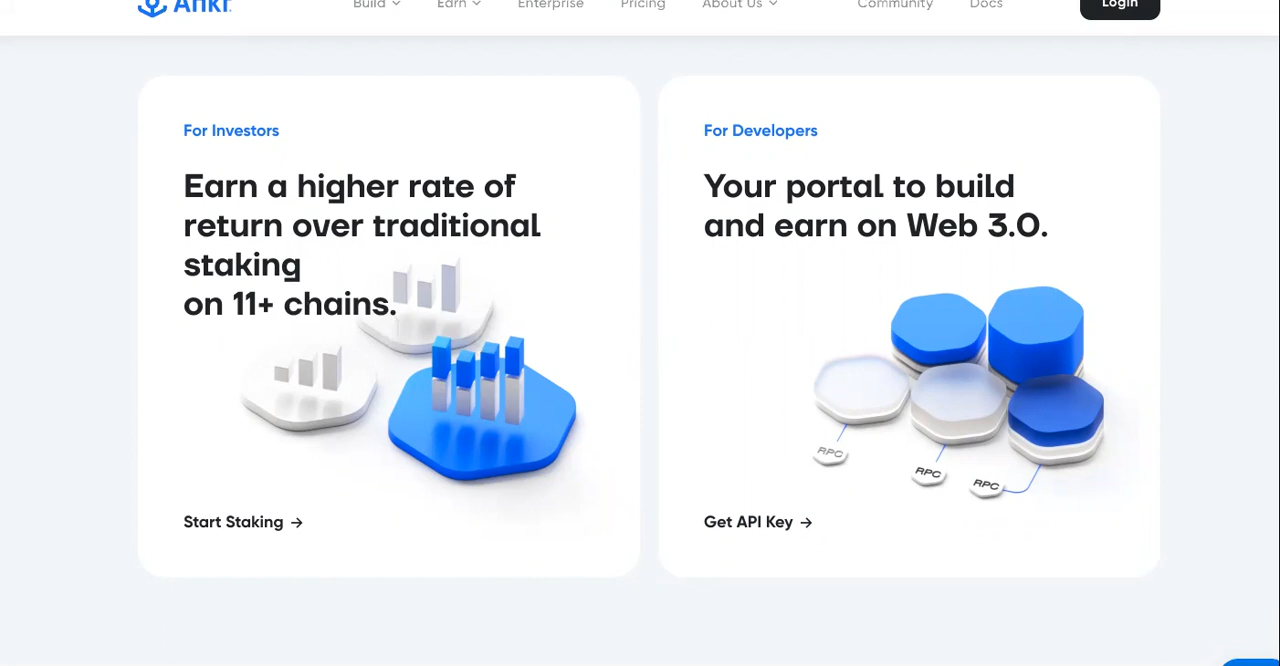 Ankr
Build
Earn
Enterprise
Pricing
About Us
Community
Docs
Login
For Investors
Earn a higher rate of
return over traditional
staking
on 11+ chains.
Start Staking →
For Developers
Your portal to build
and earn on Web 3.0.
RPC
RPC
RPC
Get API Key →